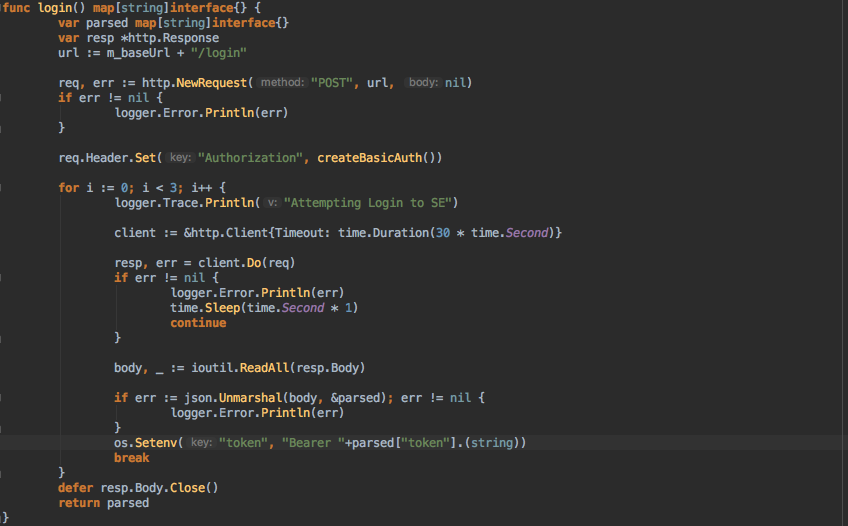 func login() map[string]interface{} {
var parsed map[string]interface{}
var resp *http.Response
url := m_baseUrl + "/login"
req, err := http.NewRequest( method: "POST", url, body: nil)
if err != nil {
logger.Error.Println(err)
}
req.Header.Set( key: "Authorization", createBasicAuth())
for i := 0; i < 3; i++ {
logger.Trace.Println( v: "Attempting Login to SE")
client := &http.Client{Timeout: time.Duration(30 * time.Second)}
resp, err = client.Do(req)
if err != nil {
logger.Error.Println(err)
time.Sleep(time.Second * 1)
continue
}
body, _ := ioutil.ReadAll(resp.Body)
if err := json.Unmarshal(body, &parsed); err != nil {
logger.Error.Println(err)
}
os.Setenv( key: "token", "Bearer "+parsed["token"].(string))
break
}
defer resp.Body.Close()
return parsed
}